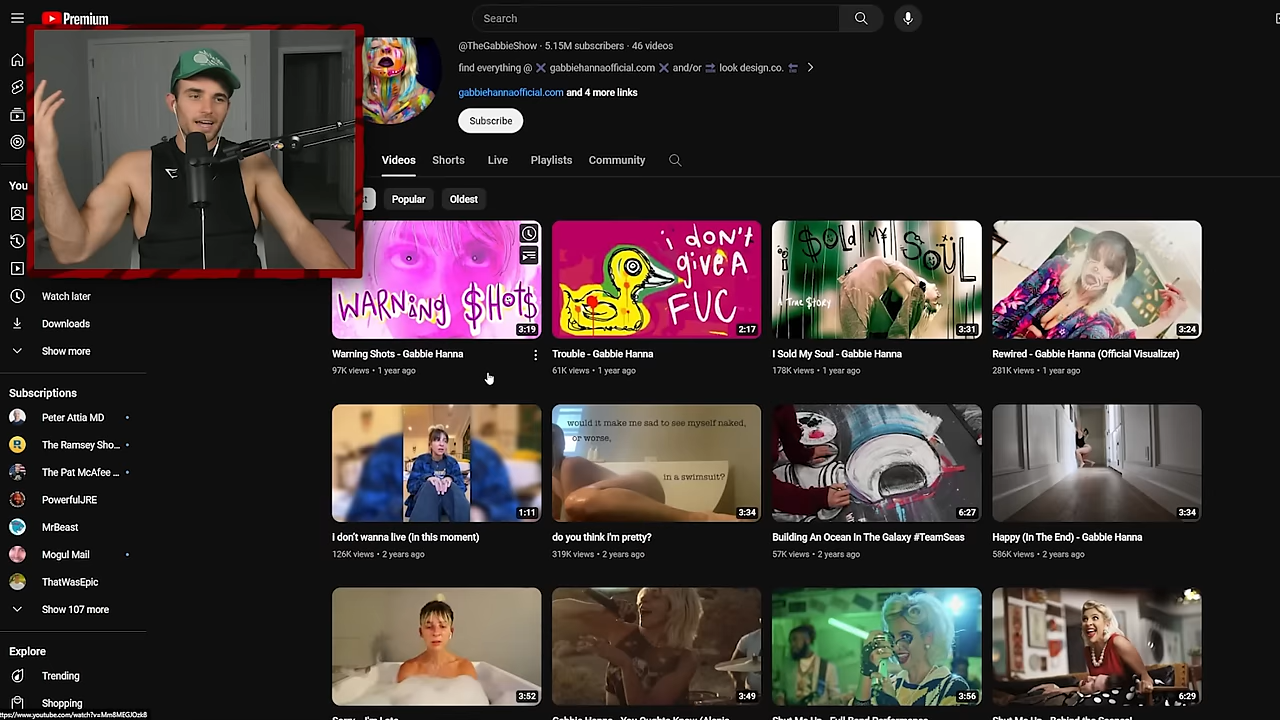 Premium
Search
@TheGabbieShow · 5.15M subscribers · 46 videos
find everything @ gabbiehannaofficial.com and/or look design.co.
gabbiehannaofficial.com and 4 more links
Subscribe
Videos Shorts Live Playlists Community
Popular Oldest
You
Watch later
Downloads
Show more
Subscriptions
Peter Attia MD
The Ramsey Sho...
The Pat McAfee ...
PowerfulJRE
MrBeast
Mogul Mail
ThatWasEpic
Show 107 more
Explore
Trending
Shopping
WARNING $HOT$
3:19
i DON'T
giVE A
FUC
2:17
i $OLD MY SOUL
A True $tory
3:31
3:24
Warning Shots - Gabbie Hanna
97K views • 1 year ago
Trouble - Gabbie Hanna
61K views • 1 year ago
I Sold My Soul - Gabbie Hanna
178K views • 1 year ago
Rewired - Gabbie Hanna (Official Visualizer)
281K views • 1 year ago
1:11
would it make me sad to see myself naked,
or worse,
in a swimsuit?
3:34
6:27
3:34
i don't wanna live (in this moment)
126K views • 2 years ago
do you think I'm pretty?
319K views • 2 years ago
Building An Ocean In The Galaxy #TeamSeas
57K views • 2 years ago
Happy (In The End) - Gabbie Hanna
586K views • 2 years ago
3:52
3:49
3:56
6:29